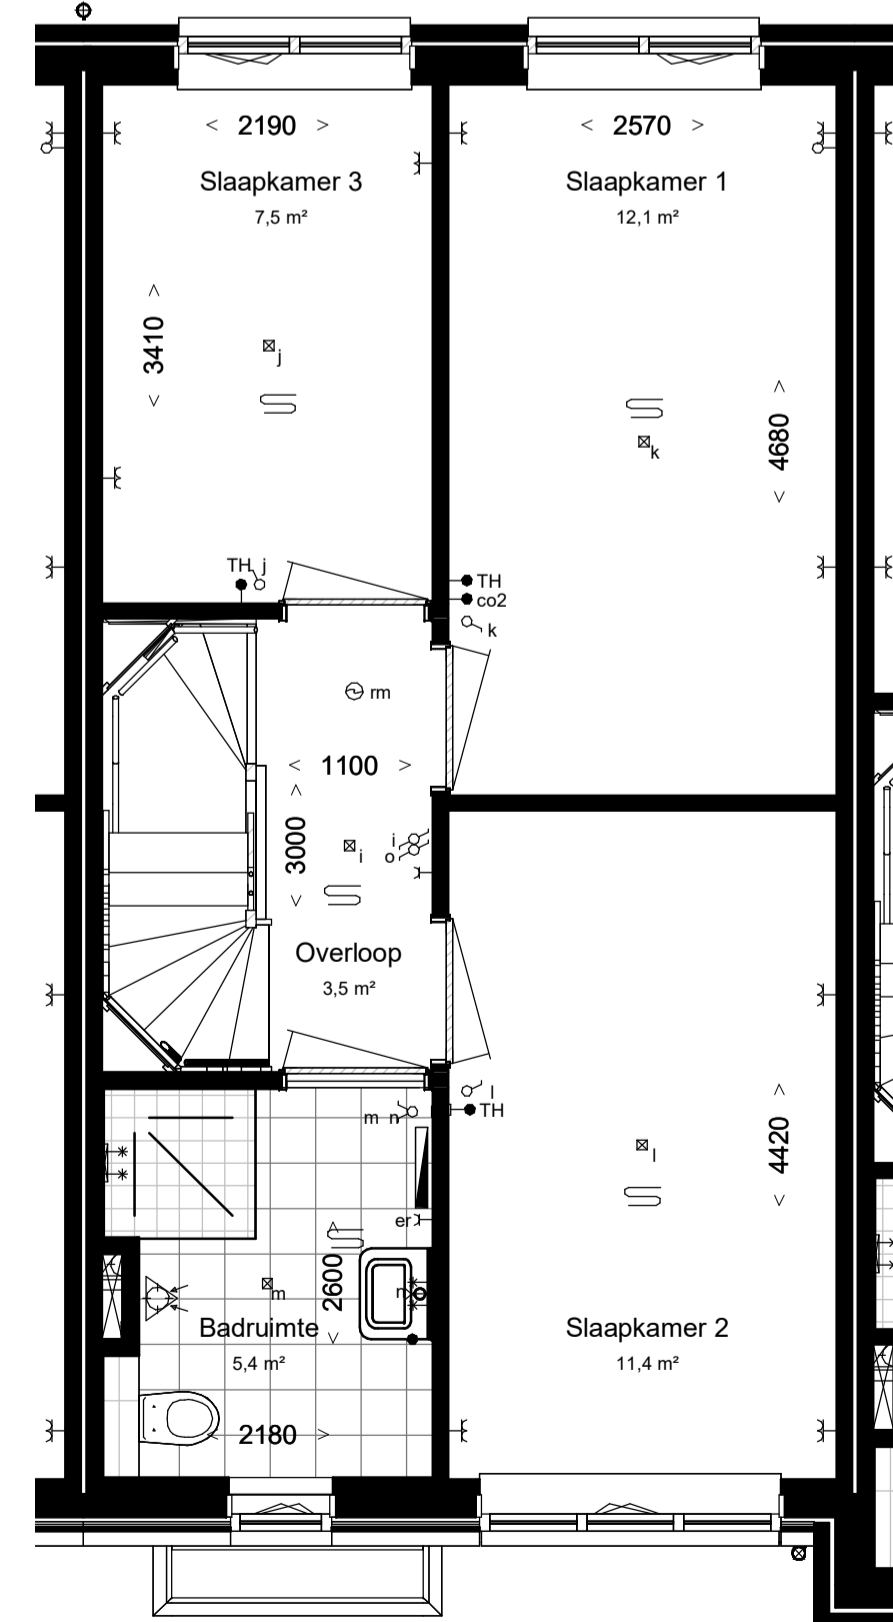 < 2190 >
< 2570 >
Slaapkamer 3
7,5 m²
Slaapkamer 1
12,1 m²
< 3410 >
j
< 4680 >
k
TH j
TH
co2
k
rm
< 1100 >
< 3000 >
i
o
i
Overloop
3,5 m²
l
m n
TH
< 4420 >
l
er
< 2600 >
m
n
Badruimte
5,4 m²
Slaapkamer 2
11,4 m²
< 2180 >